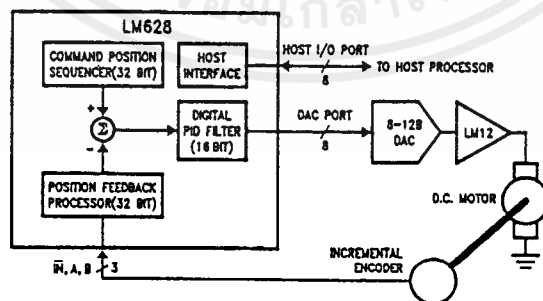 LM628
COMMAND POSITION
SEQUENCER(32 BIT)
HOST
INTERFACE
HOST I/O PORT
8
TO HOST PROCESSOR
+
Σ
-
DIGITAL
PID FILTER
(16 BIT)
DAC PORT
8
8-12B
DAC
LM12
POSITION FEEDBACK
PROCESSOR(32 BIT)
D.C. MOTOR
INCREMENTAL
ENCODER
I̅N̅, A, B 3